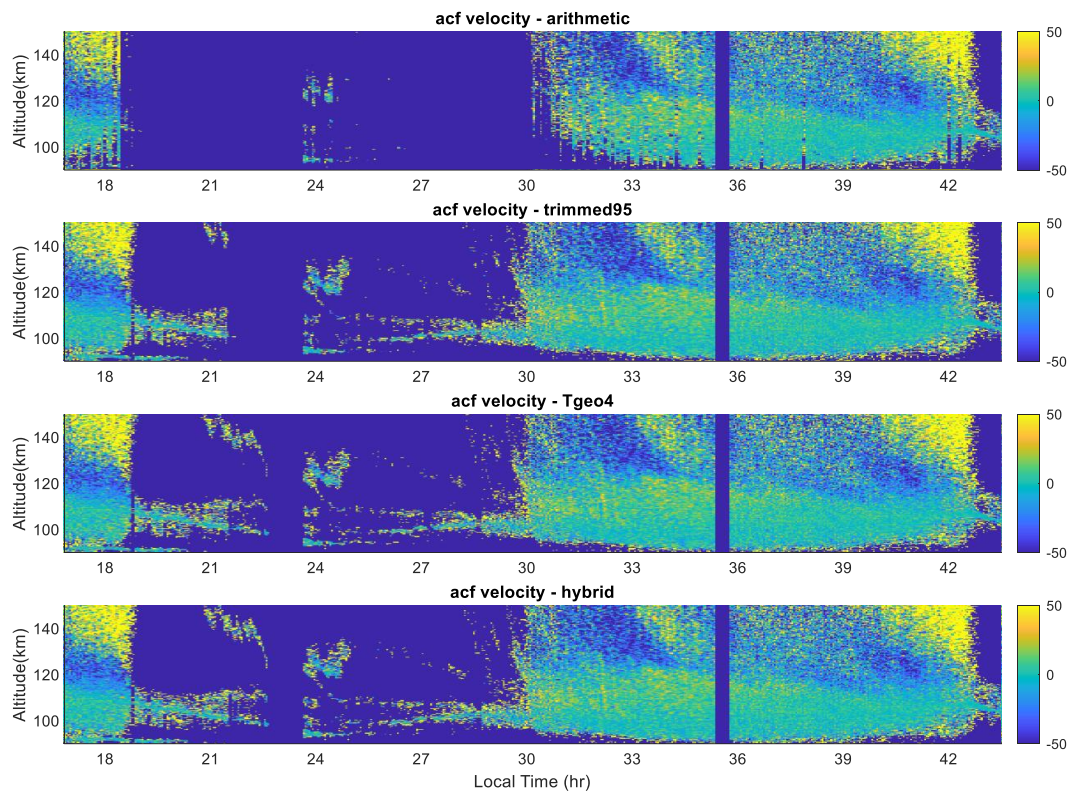 acf velocity - arithmetic
Altitude(km)
140
120
100
18 21 24 27 30 33 36 39 42
50
0
-50
acf velocity - trimmed95
Altitude(km)
140
120
100
18 21 24 27 30 33 36 39 42
50
0
-50
acf velocity - Tgeo4
Altitude(km)
140
120
100
18 21 24 27 30 33 36 39 42
50
0
-50
acf velocity - hybrid
Altitude(km)
140
120
100
18 21 24 27 30 33 36 39 42
50
0
-50
Local Time (hr)